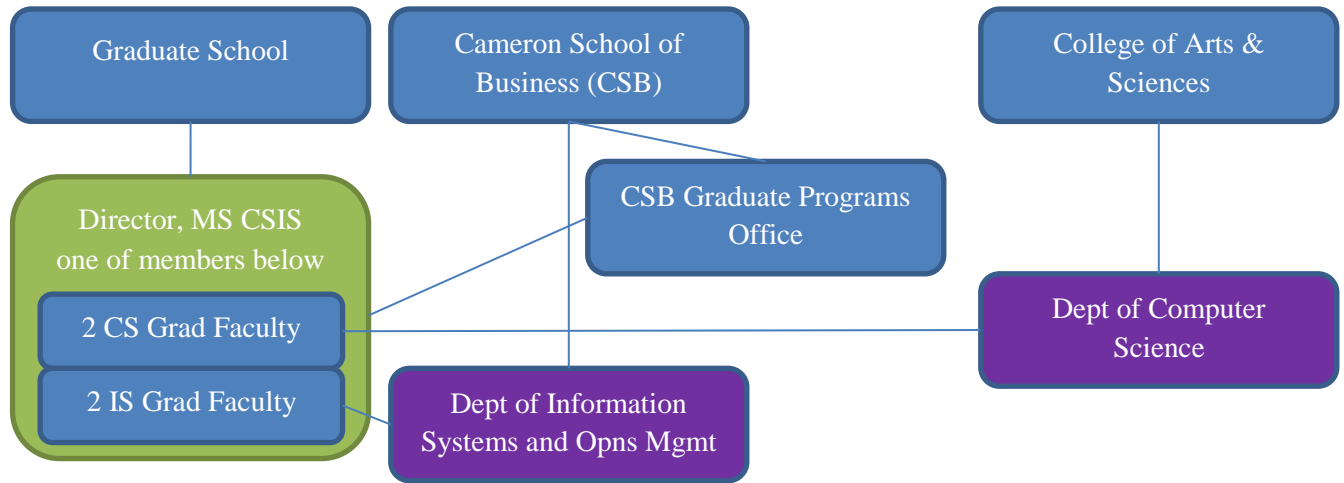 Graduate School
Cameron School of
Business (CSB)
College of Arts &
Sciences
CSB Graduate Programs
Office
Director, MS CSIS
one of members below
2 CS Grad Faculty
2 IS Grad Faculty
Dept of Computer
Science
Dept of Information
Systems and Opns Mgmt